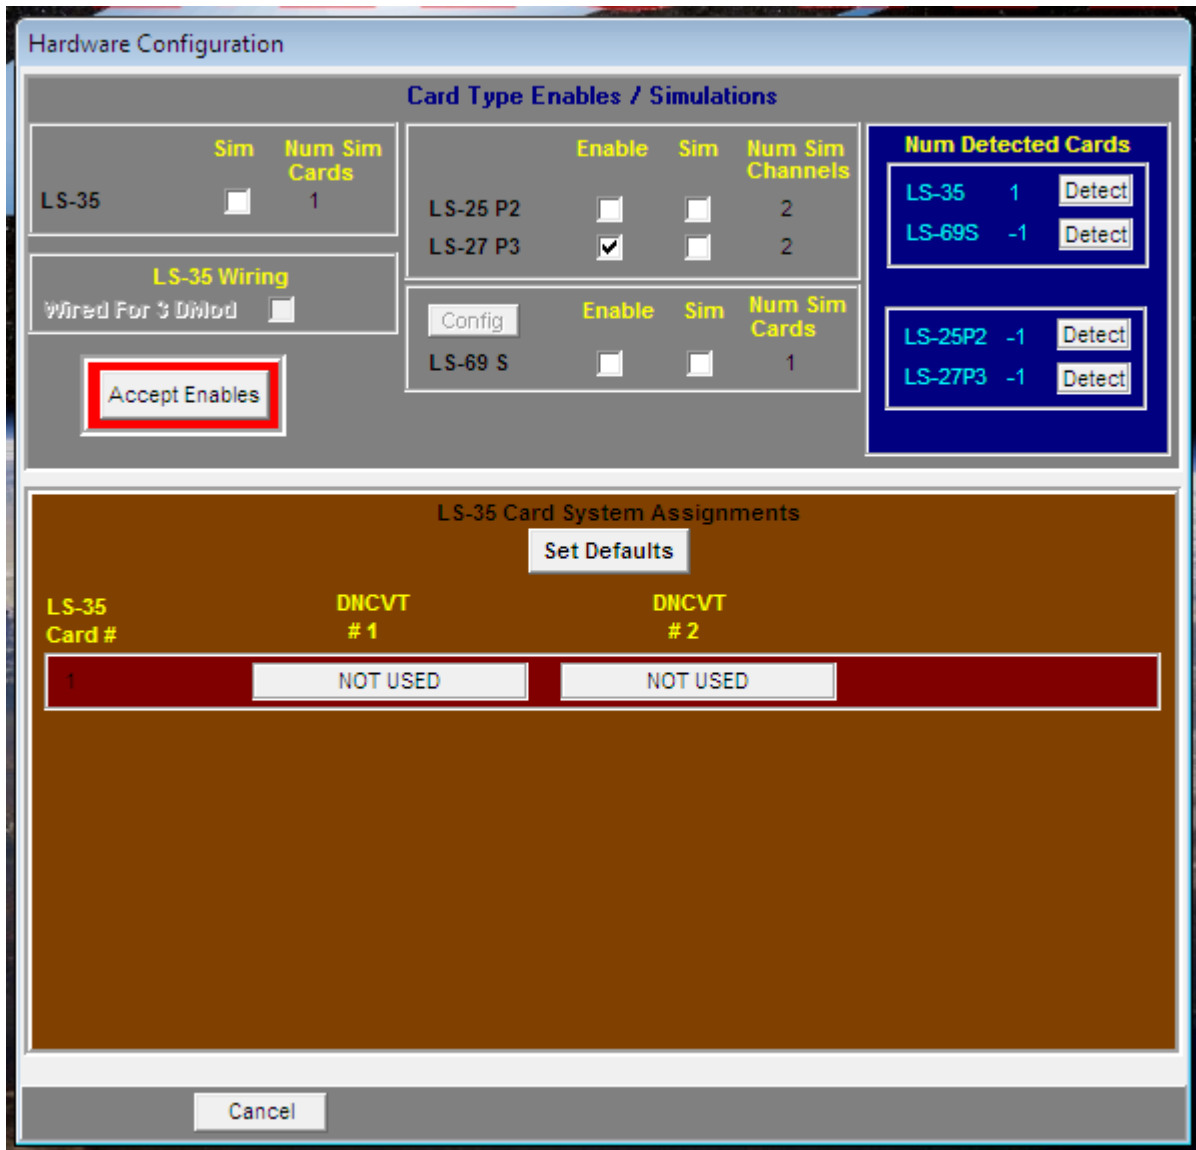 Hardware Configuration
Card Type Enables / Simulations
Sim Num Sim Cards
LS-35 1
LS-35 Wiring
Wired For 3 DMod
Accept Enables
Enable Sim Num Sim Channels
LS-25 P2 2
LS-27 P3 2
Config Enable Sim Num Sim Cards
LS-69 S 1
Num Detected Cards
LS-35 1 Detect
LS-69S -1 Detect
LS-25P2 -1 Detect
LS-27P3 -1 Detect
LS-35 Card System Assignments
Set Defaults
LS-35 Card # DNCVT # 1 DNCVT # 2
1 NOT USED NOT USED
Cancel